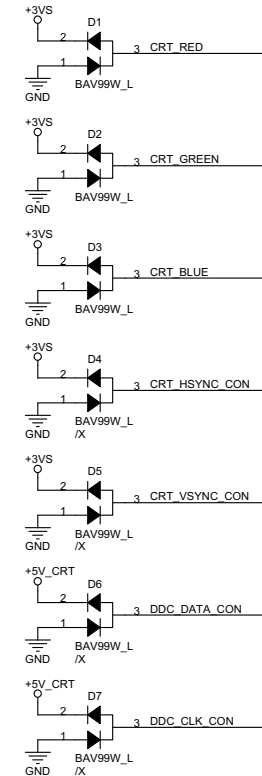 +3VS
D1
2
3 CRT_RED
1
BAV99W_L
GND
+3VS
D2
2
3 CRT_GREEN
1
BAV99W_L
GND
+3VS
D3
2
3 CRT_BLUE
1
BAV99W_L
GND
+3VS
D4
2
3 CRT_HSYNC_CON
1
BAV99W_L
GND /X
+3VS
D5
2
3 CRT_VSYNC_CON
1
BAV99W_L
GND /X
+5V_CRT
D6
2
3 DDC_DATA_CON
1
BAV99W_L
GND /X
+5V_CRT
D7
2
3 DDC_CLK_CON
1
BAV99W_L
GND /X